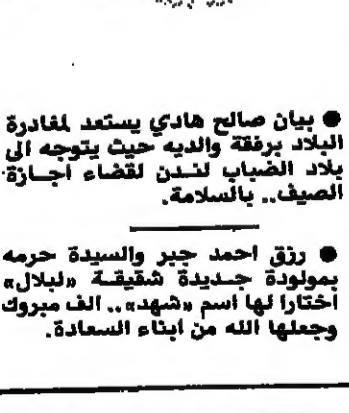 ● بيان صالح هادي يستعد لمغادرة
البلاد برفقة والديه حيث يتوجه الى
بلاد الضباب لندن لقضاء اجازة
الصيف.. بالسلامة.
● رزق احمد جبر والسيدة حرمه
بمولودة جديدة شقيقة «لبلال»
اختارا لها اسم «شهد».. الف مبروك
وجعلها الله من ابناء السعادة.